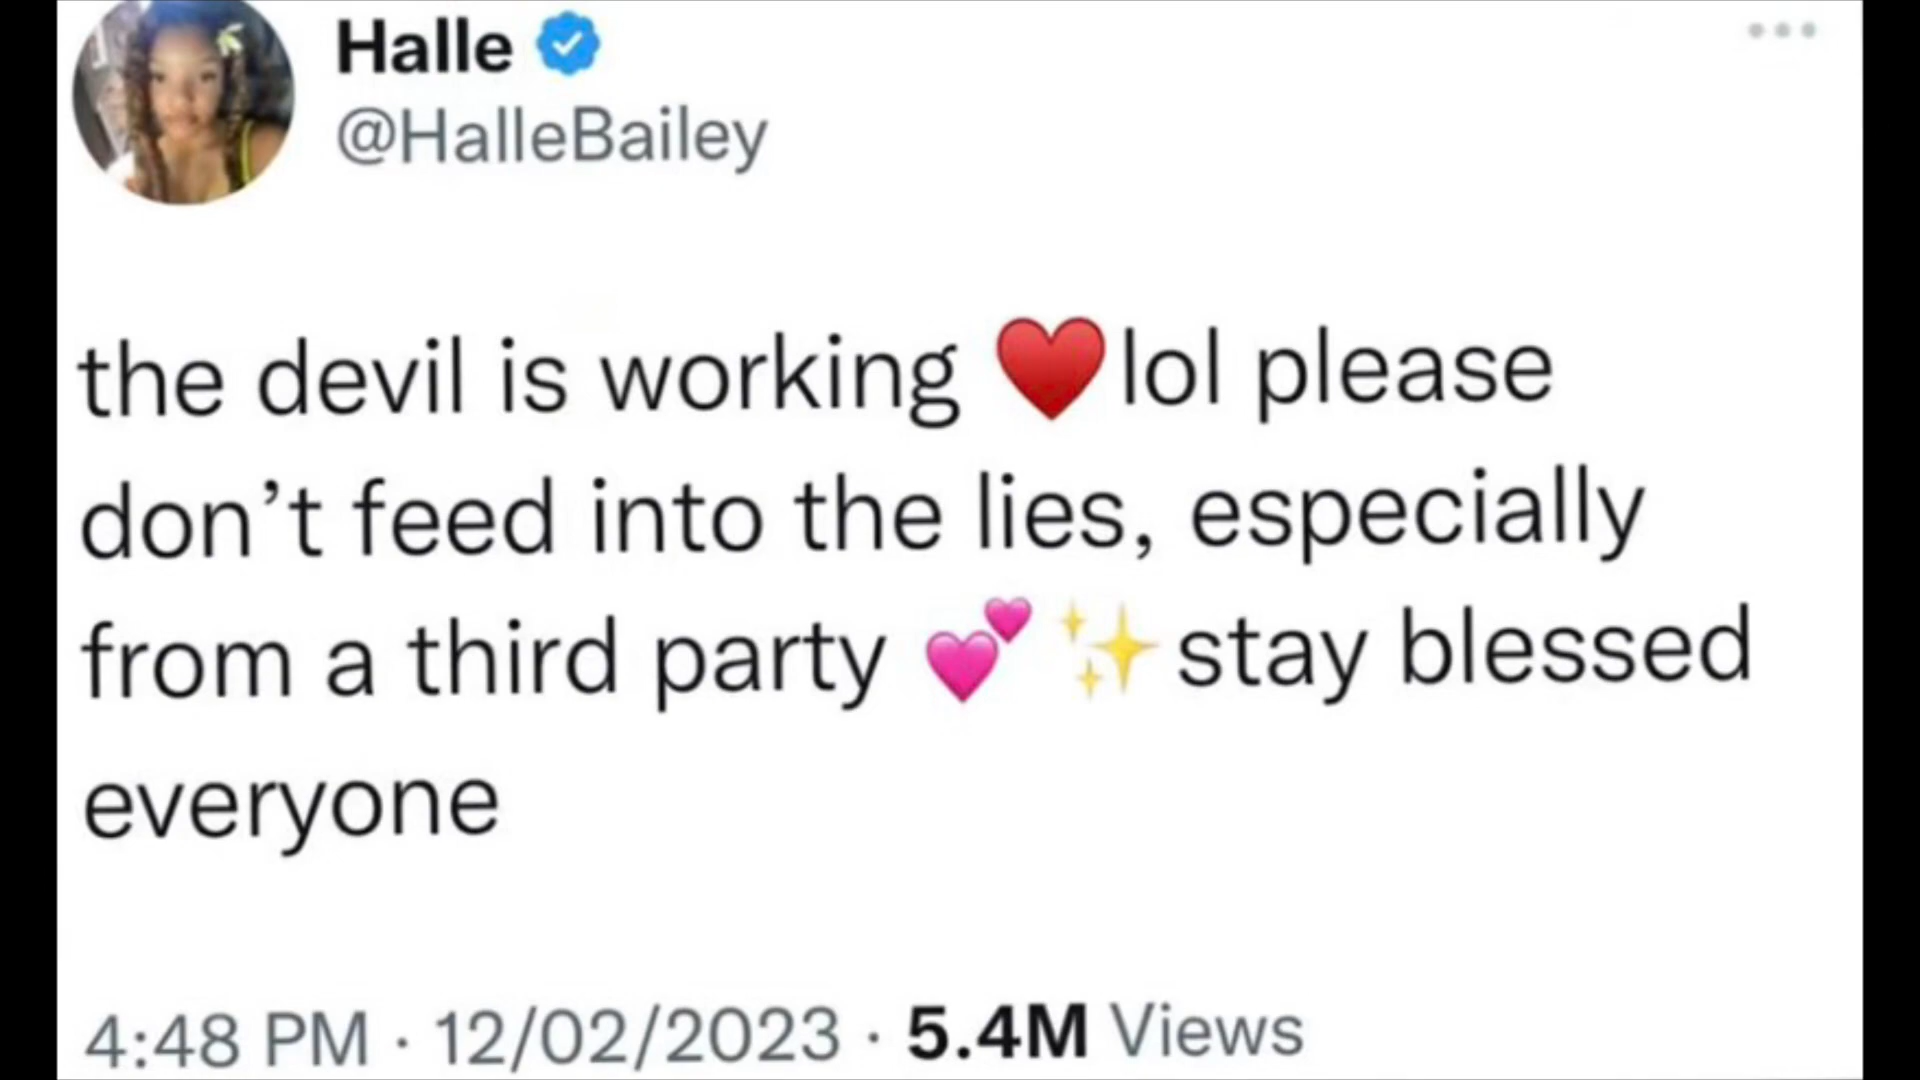 Halle
@HalleBailey
the devil is working ♥️lol please
don’t feed into the lies, especially
from a third party 💕✨stay blessed
everyone
4:48 PM · 12/02/2023 · 5.4M Views